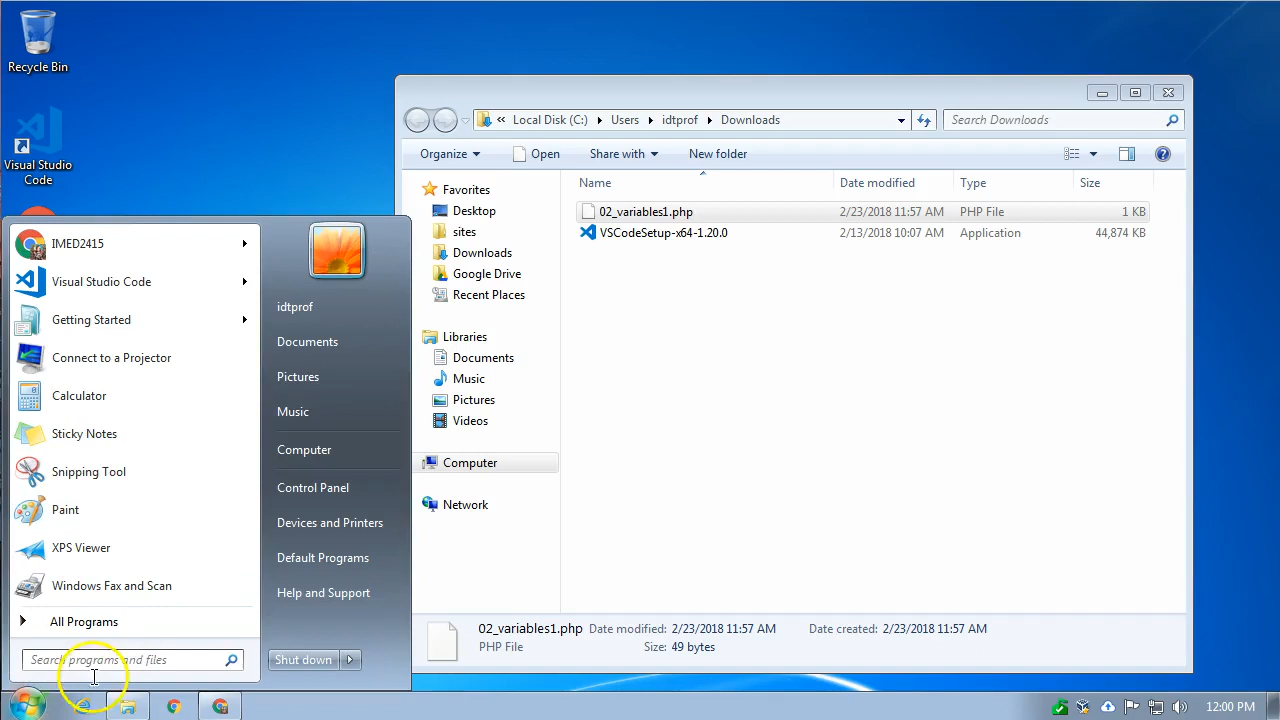 Recycle Bin
Visual Studio
Code
IMED2415
Visual Studio Code
Getting Started
Connect to a Projector
Calculator
Sticky Notes
Snipping Tool
Paint
XPS Viewer
Windows Fax and Scan
All Programs
Search programs and files
idtprof
Documents
Pictures
Music
Computer
Control Panel
Devices and Printers
Default Programs
Help and Support
Shut down
« Local Disk (C:) Users idtprof Downloads
Search Downloads
Organize Open Share with New folder
Favorites
Desktop
sites
Downloads
Google Drive
Recent Places
Libraries
Documents
Music
Pictures
Videos
Computer
Network
Name Date modified Type Size
02_variables1.php 2/23/2018 11:57 AM PHP File 1 KB
VSCodeSetup-x64-1.20.0 2/13/2018 10:07 AM Application 44,874 KB
02_variables1.php Date modified: 2/23/2018 11:57 AM Date created: 2/23/2018 11:57 AM
PHP File Size: 49 bytes
12:00 PM